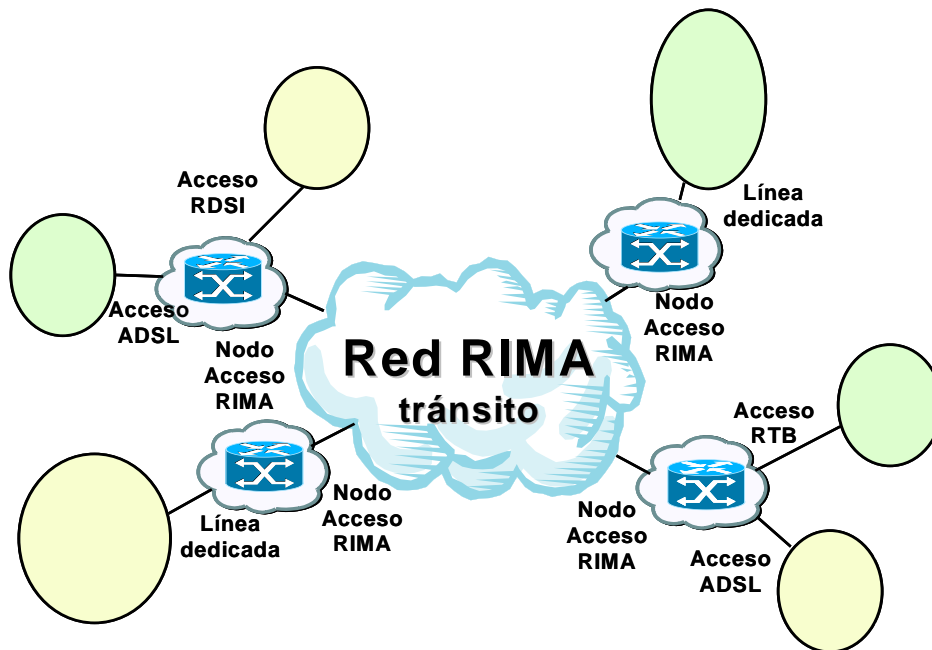 Acceso
RDSI
Línea
dedicada
Acceso
ADSL
Nodo
Acceso
RIMA
Nodo
Acceso
RIMA
Red RIMA
tránsito
Acceso
RTB
Línea
dedicada
Nodo
Acceso
RIMA
Nodo
Acceso
RIMA
Acceso
ADSL